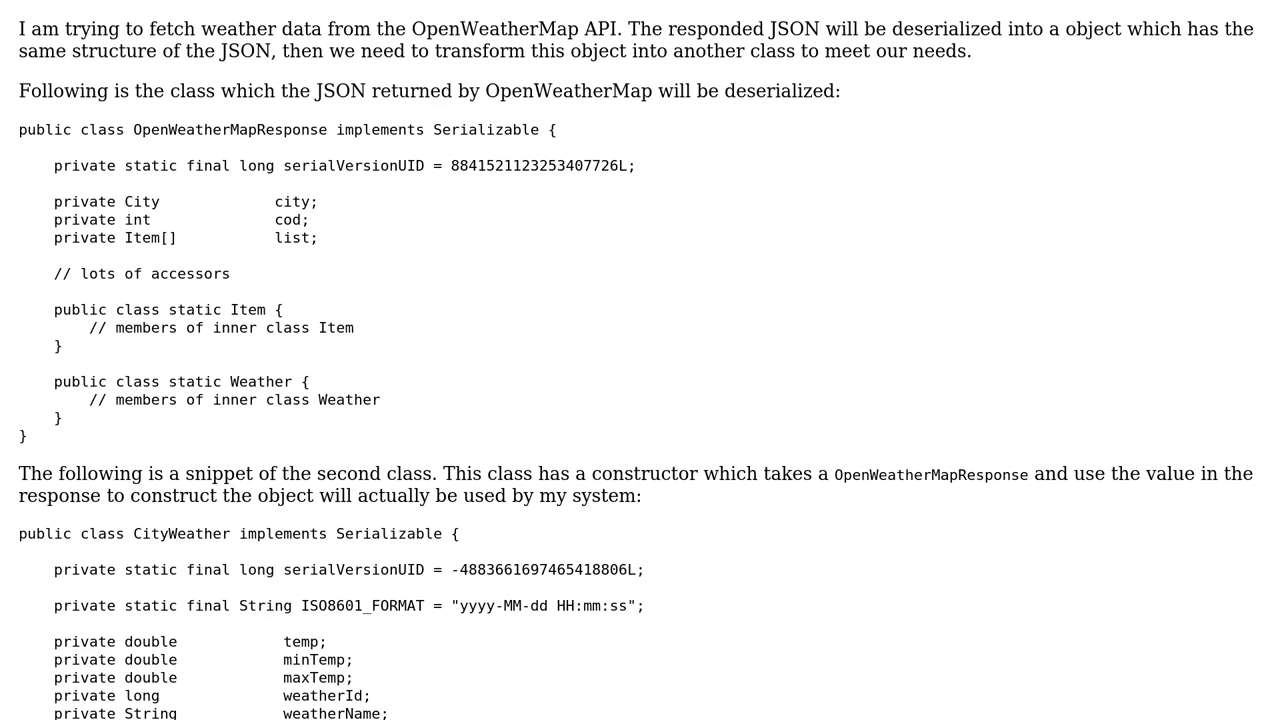 I am trying to fetch weather data from the OpenWeatherMap API. The responded JSON will be deserialized into a object which has the
same structure of the JSON, then we need to transform this object into another class to meet our needs.
Following is the class which the JSON returned by OpenWeatherMap will be deserialized:
public class OpenWeatherMapResponse implements Serializable {
    private static final long serialVersionUID = 8841521123253407726L;
    private City             city;
    private int              cod;
    private Item[]           list;
    // lots of accessors
    public class static Item {
        // members of inner class Item
    }
    public class static Weather {
        // members of inner class Weather
    }
}
The following is a snippet of the second class. This class has a constructor which takes a OpenWeatherMapResponse and use the value in the
response to construct the object will actually be used by my system:
public class CityWeather implements Serializable {
    private static final long serialVersionUID = -4883661697465418806L;
    private static final String ISO8601_FORMAT = "yyyy-MM-dd HH:mm:ss";
    private double            temp;
    private double            minTemp;
    private double            maxTemp;
    private long              weatherId;
    private String            weatherName;